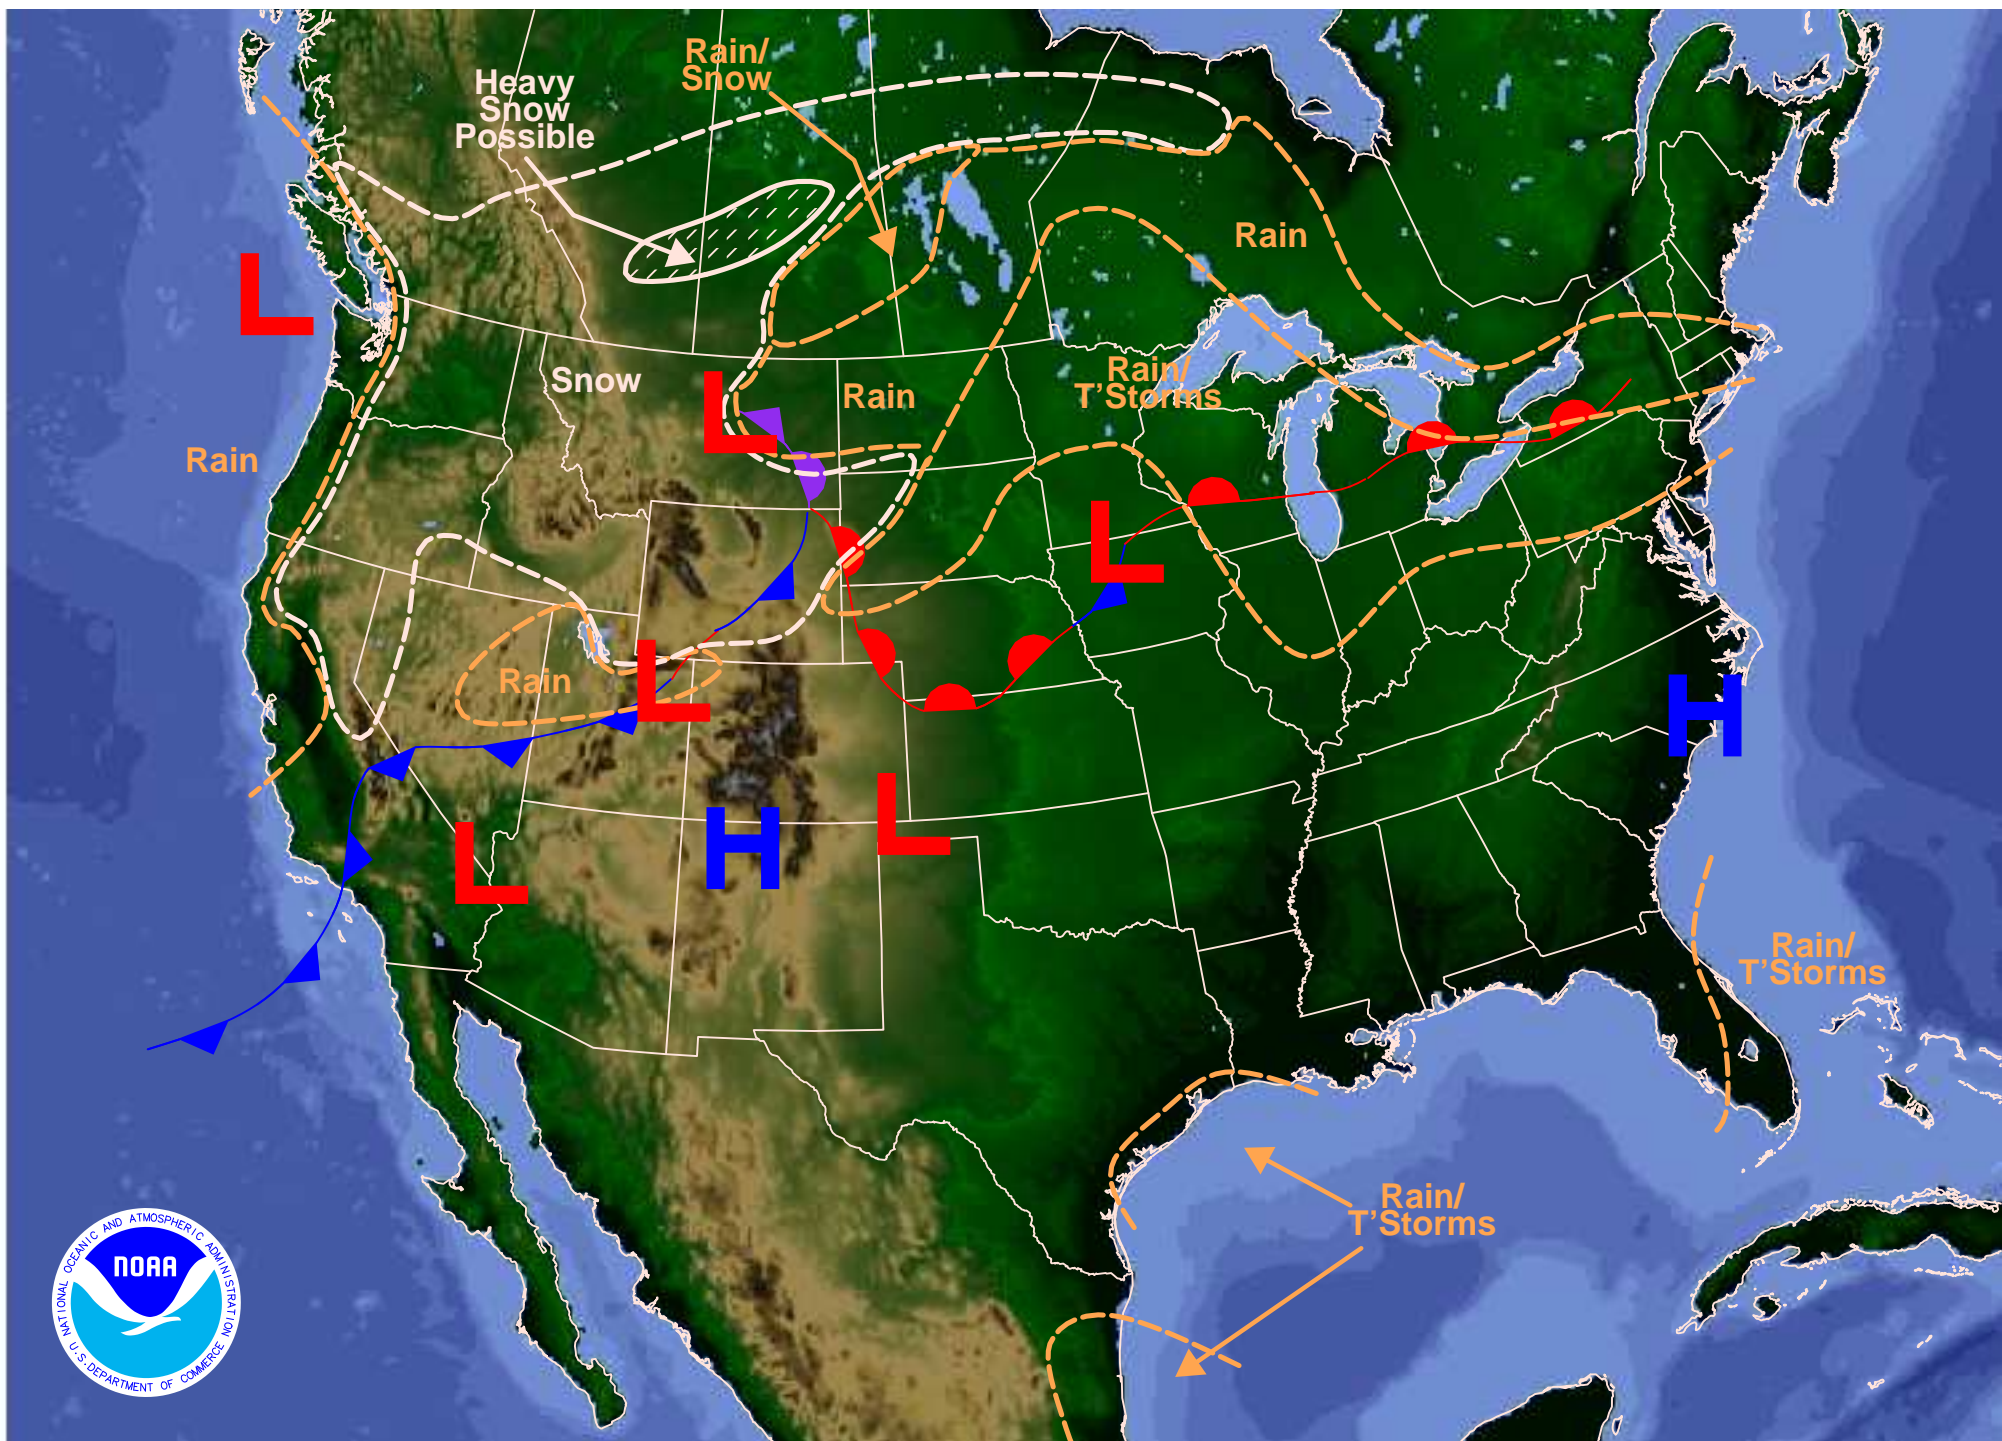 Rain/
Snow
Heavy
Snow
Possible
Rain
L
Snow
L
Rain
Rain/
T'Storms
Rain
L
L
Rain
H
L
H
L
Rain/
T'Storms
Rain/
T'Storms
NATIONAL OCEANIC AND ATMOSPHERIC ADMINISTRATION
NOAA
U.S. DEPARTMENT OF COMMERCE